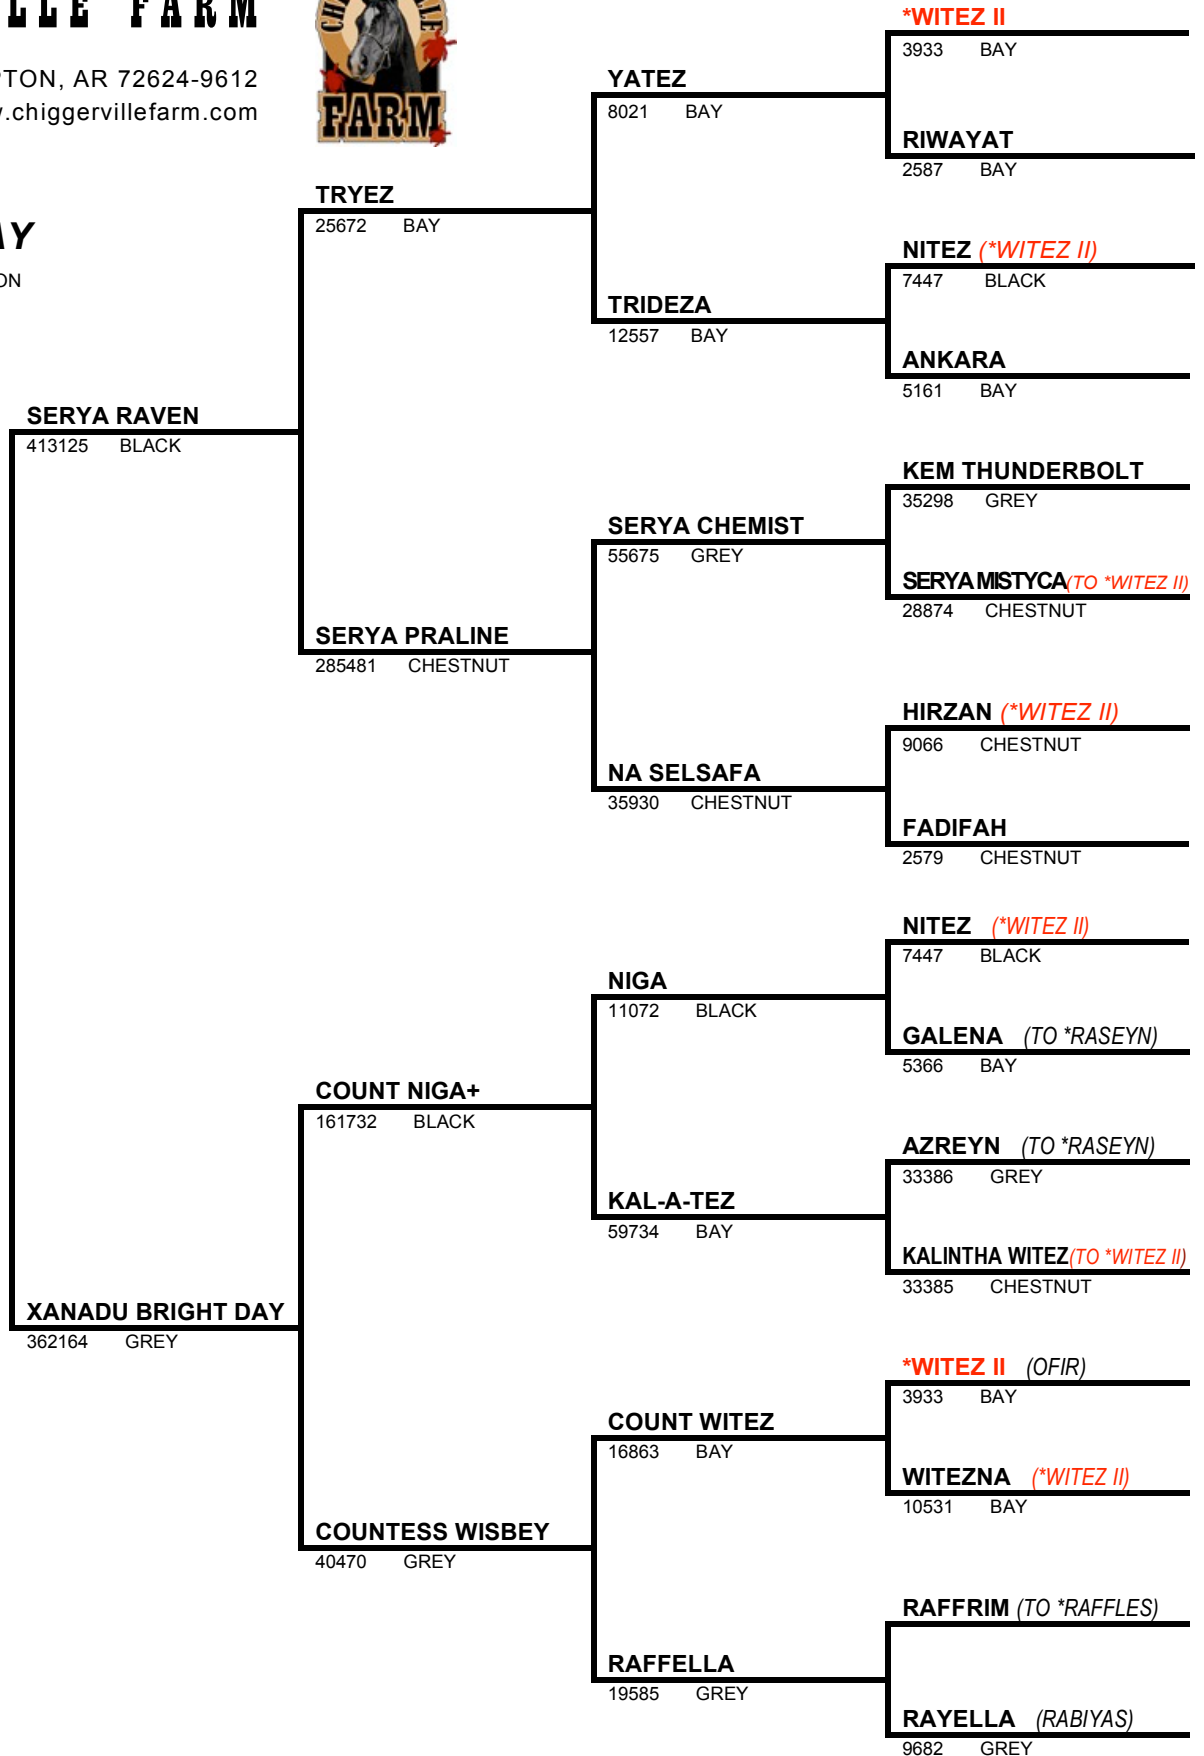 LLE FARM
PTON, AR 72624-9612
.chiggervillefarm.com
FARM
AY
ON
SERYA RAVEN
413125 BLACK
XANADU BRIGHT DAY
362164 GREY
TRYEZ
25672 BAY
SERYA PRALINE
285481 CHESTNUT
COUNT NIGA+
161732 BLACK
COUNTESS WISBEY
40470 GREY
YATEZ
8021 BAY
TRIDEZA
12557 BAY
SERYA CHEMIST
55675 GREY
NA SELSAFA
35930 CHESTNUT
NIGA
11072 BLACK
KAL-A-TEZ
59734 BAY
COUNT WITEZ
16863 BAY
RAFFELLA
19585 GREY
*WITEZ II
3933 BAY
RIWAYAT
2587 BAY
NITEZ (*WITEZ II)
7447 BLACK
ANKARA
5161 BAY
KEM THUNDERBOLT
35298 GREY
SERYA MISTYCA (TO *WITEZ II)
28874 CHESTNUT
HIRZAN (*WITEZ II)
9066 CHESTNUT
FADIFAH
2579 CHESTNUT
NITEZ (*WITEZ II)
7447 BLACK
GALENA (TO *RASEYN)
5366 BAY
AZREYN (TO *RASEYN)
33386 GREY
KALINTHA WITEZ (TO *WITEZ II)
33385 CHESTNUT
*WITEZ II (OFIR)
3933 BAY
WITEZNA (*WITEZ II)
10531 BAY
RAFFRIM (TO *RAFFLES)
RAYELLA (RABIYAS)
9682 GREY